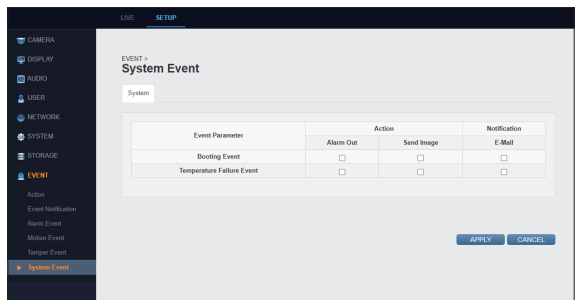 LIVE SETUP
CAMERA
DISPLAY
AUDIO
USER
NETWORK
SYSTEM
STORAGE
EVENT
Action
Event Notification
Alarm Event
Motion Event
Tamper Event
System Event
EVENT >
System Event
System
Event Parameter Action Notification
Alarm Out Send Image E-Mail
Booting Event
Temperature Failure Event
APPLY CANCEL